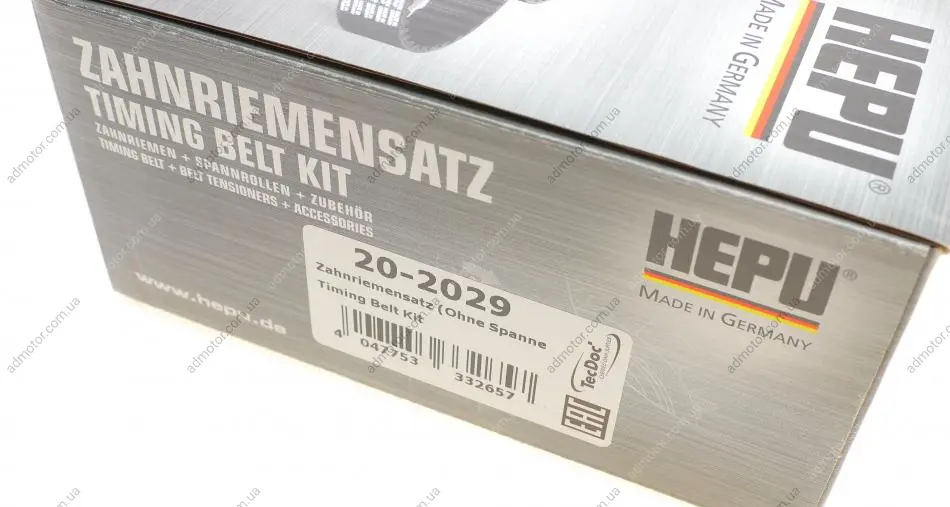 HEPU®
MADE IN GERMANY
ZAHNRIEMENSATZ
TIMING BELT KIT
ZAHNRIEMEN + SPANNROLLEN + ZUBEHÖR
TIMING BELT + BELT TENSIONERS + ACCESSORIES
www.hepu.de
20-2029
Zahnriemensatz (Ohne Spanne
Timing Belt Kit
4 047753 332657
TecDoc
EAC
HEPU®
MADE IN GERMANY
admotor.com.ua